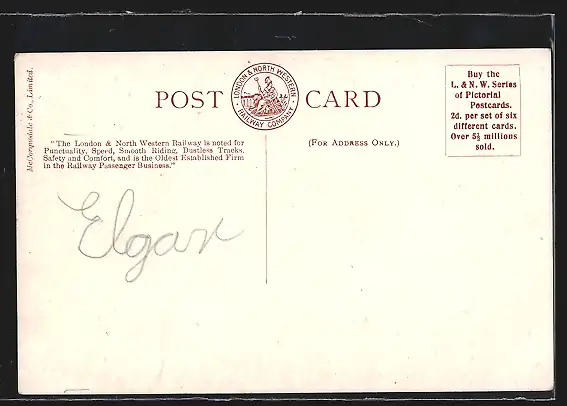 McCorquodale & Co., Limited.
POST CARD
LONDON & NORTH WESTERN
RAILWAY COMPANY
"The London & North Western Railway is noted for
Punctuality, Speed, Smooth Riding, Dustless Tracks,
Safety and Comfort, and is the Oldest Established Firm
in the Railway Passenger Business."
(FOR ADDRESS ONLY.)
Buy the
L. & N. W. Series
of Pictorial
Postcards.
2d. per set of six
different cards.
Over 5½ millions
sold.
Elgar